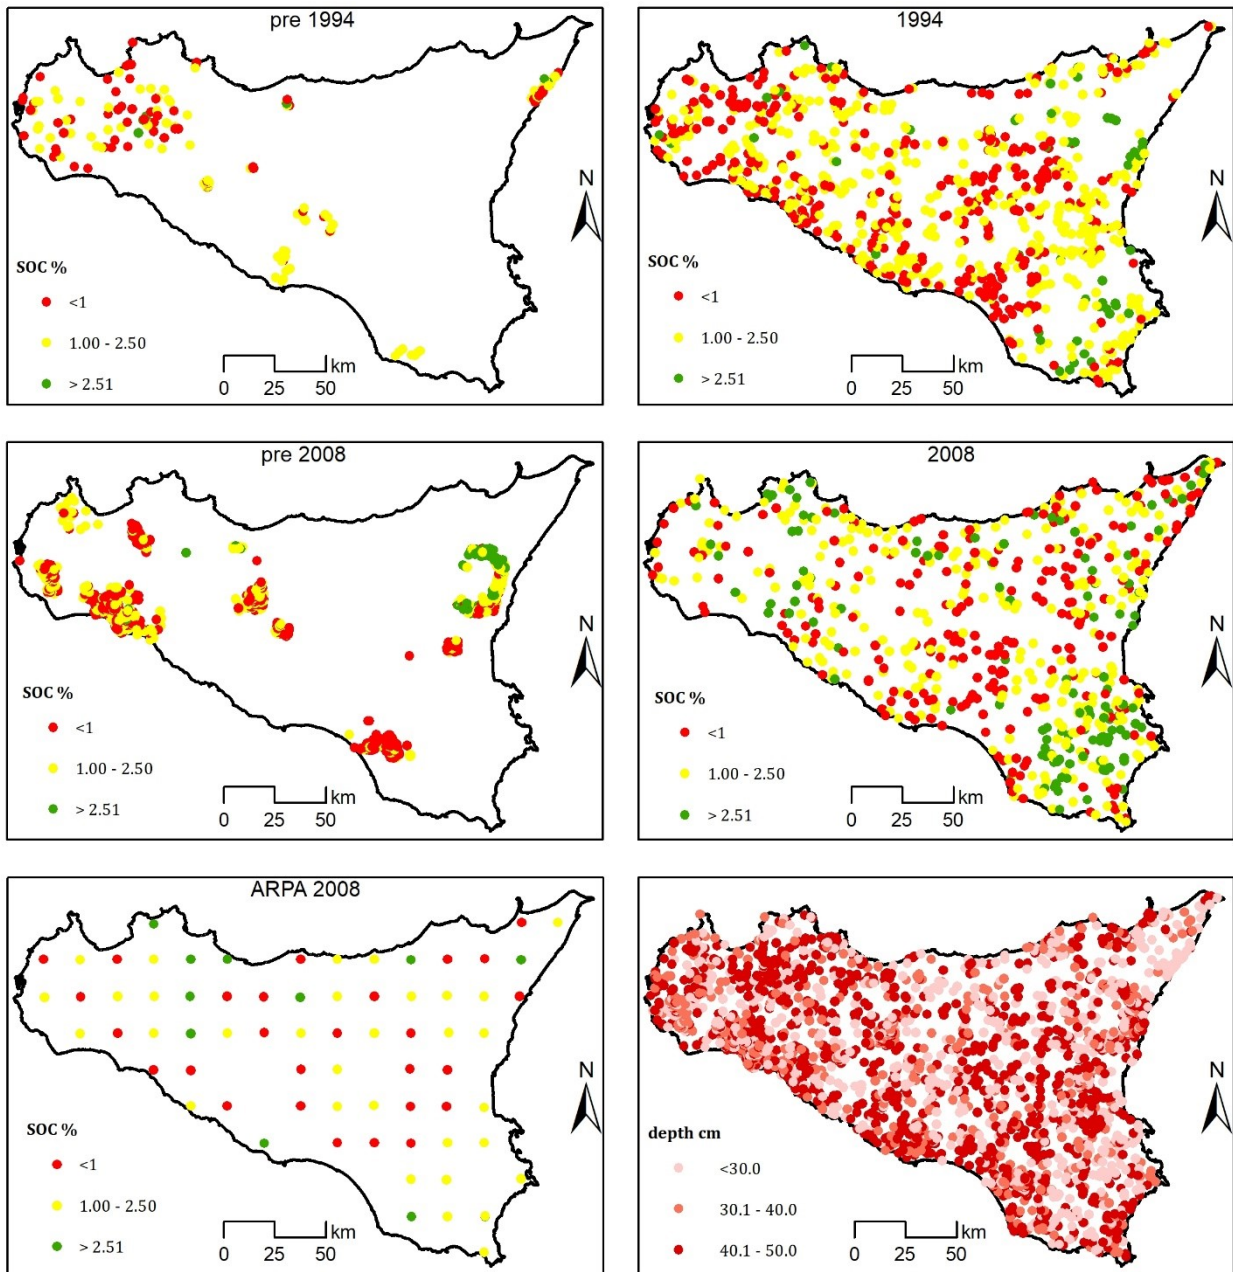 pre 1994
N
SOC %
<1
1.00 - 2.50
> 2.51
km
0 25 50
1994
N
SOC %
<1
1.00 - 2.50
> 2.51
km
0 25 50
pre 2008
N
SOC %
<1
1.00 - 2.50
> 2.51
km
0 25 50
2008
N
SOC %
<1
1.00 - 2.50
> 2.51
km
0 25 50
ARPA 2008
N
SOC %
<1
1.00 - 2.50
> 2.51
km
0 25 50
N
depth cm
<30.0
30.1 - 40.0
40.1 - 50.0
km
0 25 50